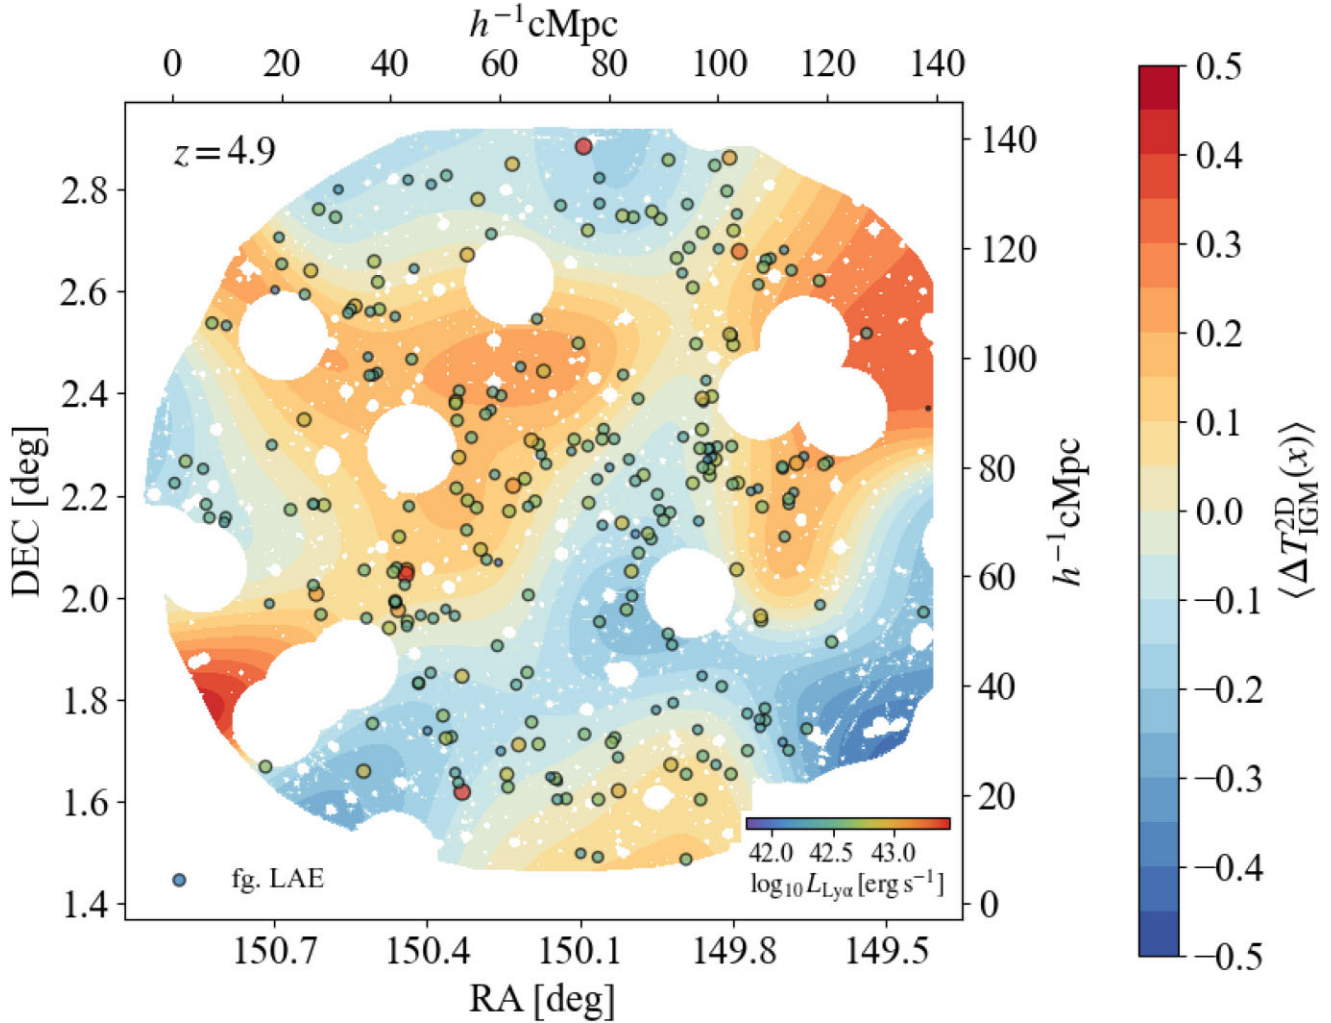 h⁻¹cMpc
0 20 40 60 80 100 120 140
z = 4.9
DEC [deg]
2.8
2.6
2.4
2.2
2.0
1.8
1.6
1.4
140
120
100
80
60
40
20
0
h⁻¹cMpc
fg. LAE
42.0 42.5 43.0
log₁₀ L_Lyα [erg s⁻¹]
150.7 150.4 150.1 149.8 149.5
RA [deg]
0.5
0.4
0.3
0.2
0.1
0.0
−0.1
−0.2
−0.3
−0.4
−0.5
⟨ΔT²ᴰ_IGM(x)⟩